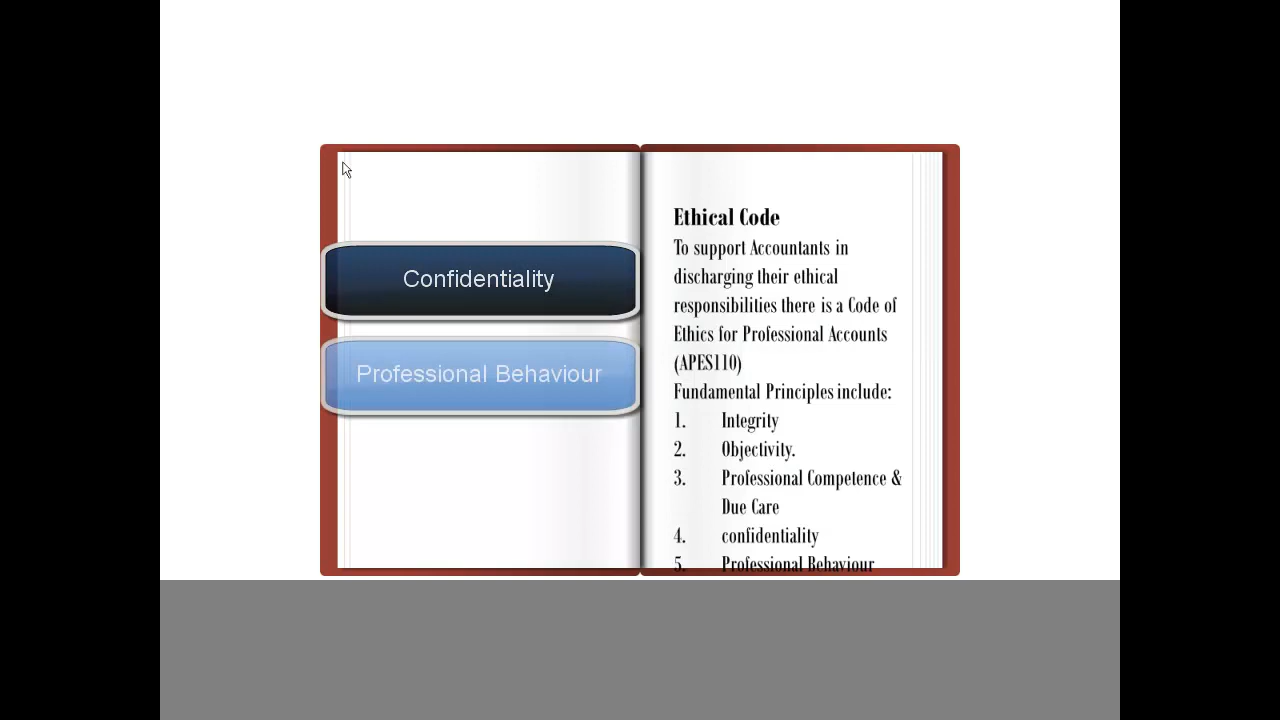 Confidentiality
Professional Behaviour
Ethical Code
To support Accountants in
discharging their ethical
responsibilities there is a Code of
Ethics for Professional Accounts
(APES110)
Fundamental Principles include:
1. Integrity
2. Objectivity.
3. Professional Competence &
Due Care
4. confidentiality
5. Professional Behaviour